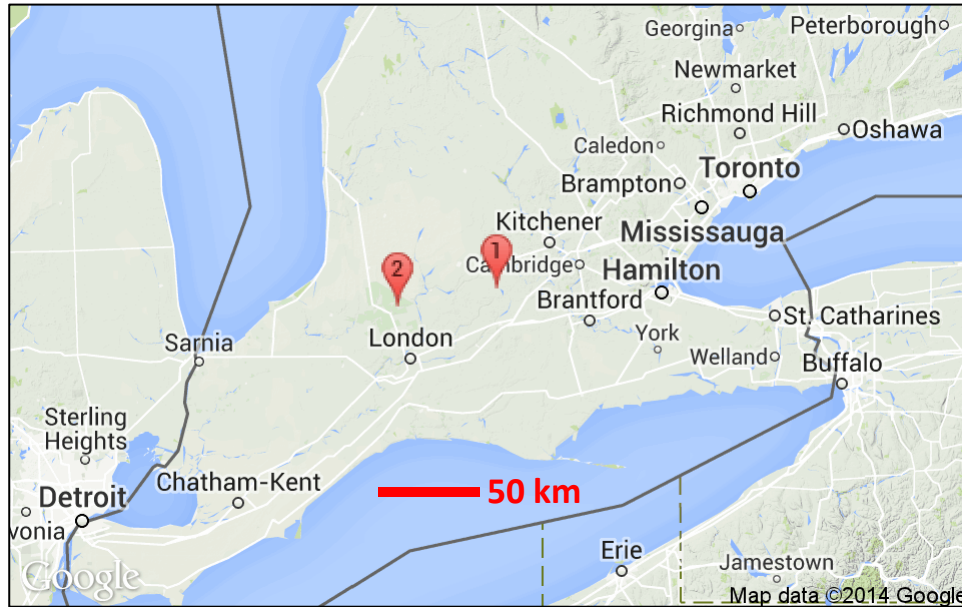 Georgina
Peterborough
Newmarket
Richmond Hill
Oshawa
Caledon
Toronto
Brampton
Kitchener
Mississauga
1
Cambridge
2
Hamilton
Brantford
St. Catharines
London
York
Sarnia
Welland
Buffalo
Sterling
Heights
Chatham-Kent
50 km
Detroit
vonia
Erie
Jamestown
Google
Map data ©2014 Google